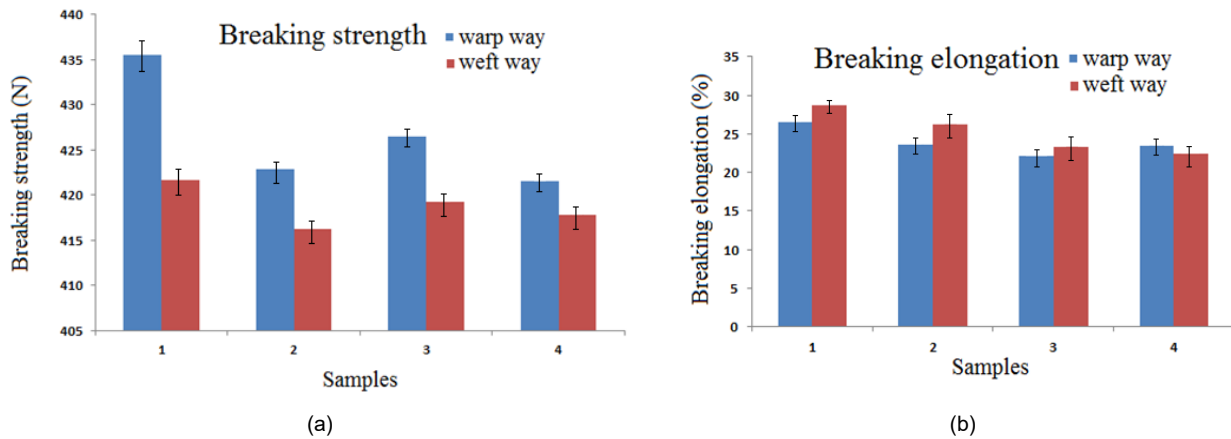 Breaking strength
warp way
weft way
Breaking strength (N)
440
435
430
425
420
415
410
405
1 2 3 4
Samples
(a)
Breaking elongation
warp way
weft way
Breaking elongation (%)
35
30
25
20
15
10
5
0
1 2 3 4
Samples
(b)